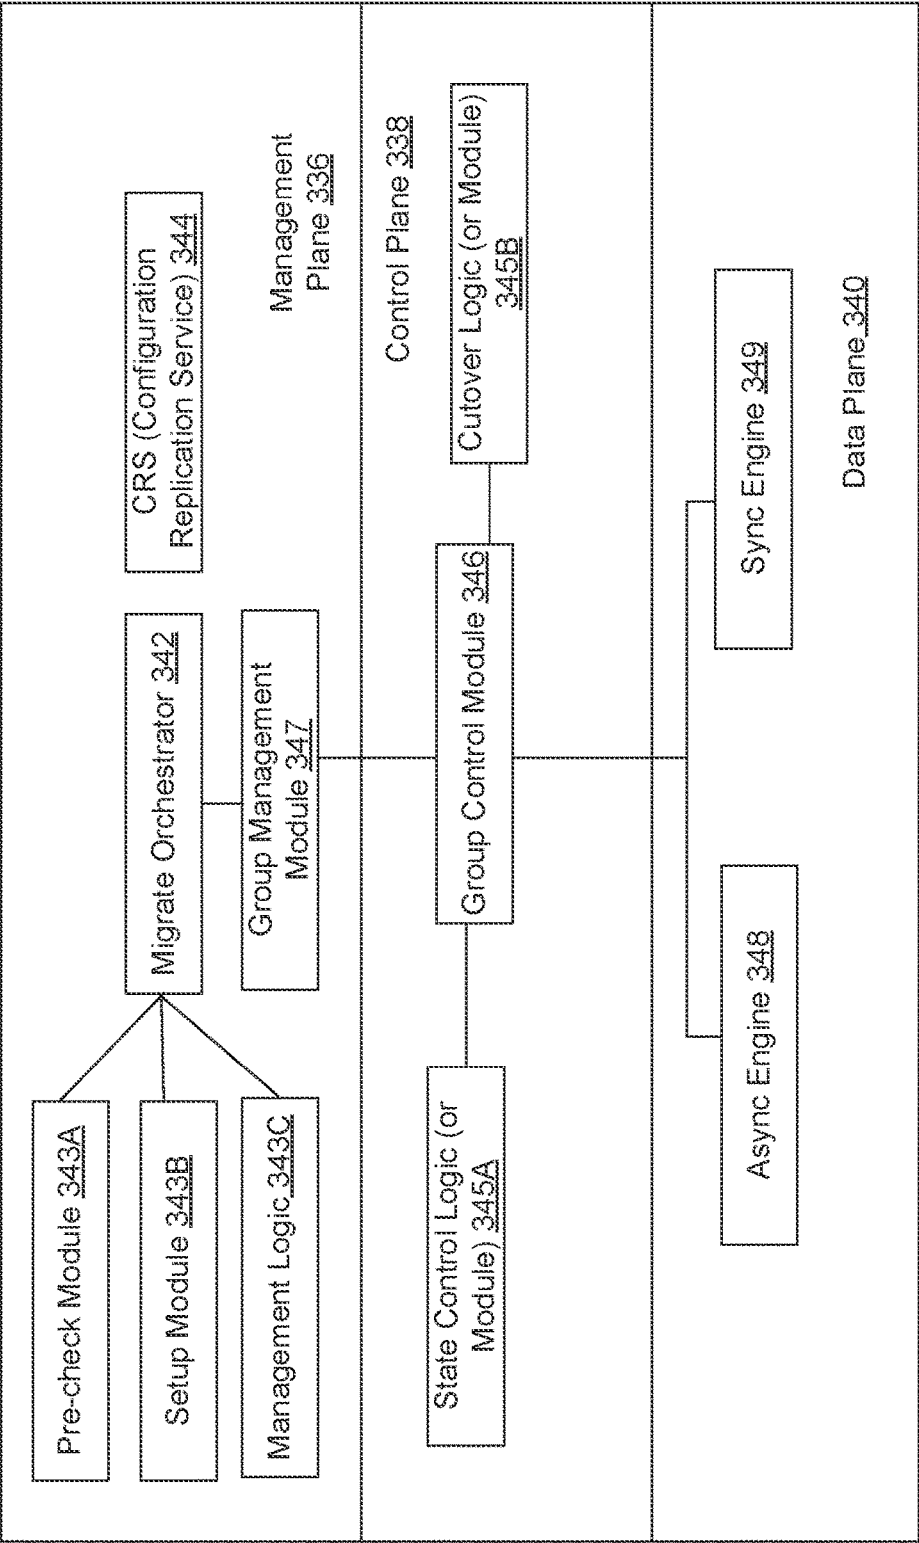 Pre-check Module 343A
Setup Module 343B
Management Logic 343C
Migrate Orchestrator 342
Group Management
Module 347
CRS (Configuration
Replication Service) 344
Management
Plane 336
Control Plane 338
State Control Logic (or
Module) 345A
Group Control Module 346
Cutover Logic (or Module)
345B
Async Engine 348
Sync Engine 349
Data Plane 340